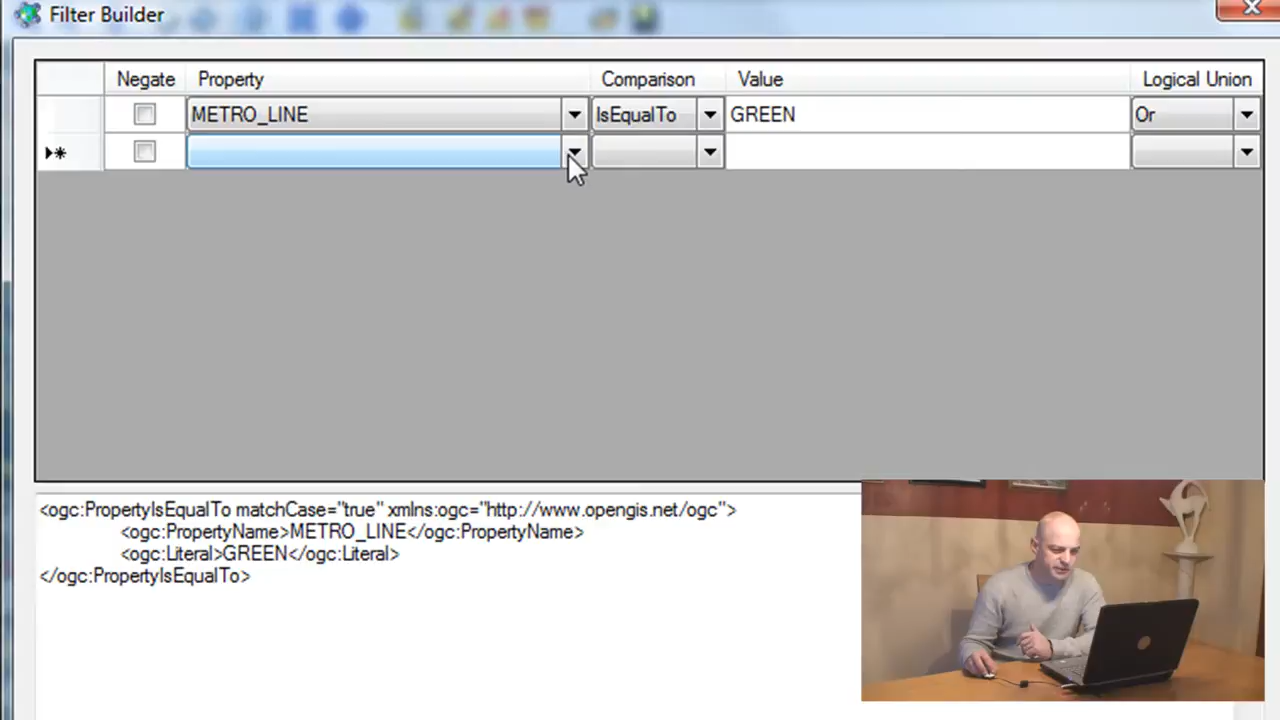 Filter Builder
Negate Property Comparison Value Logical Union
METRO_LINE IsEqualTo GREEN Or
<ogc:PropertyIsEqualTo matchCase="true" xmlns:ogc="http://www.opengis.net/ogc">
<ogc:PropertyName>METRO_LINE</ogc:PropertyName>
<ogc:Literal>GREEN</ogc:Literal>
</ogc:PropertyIsEqualTo>